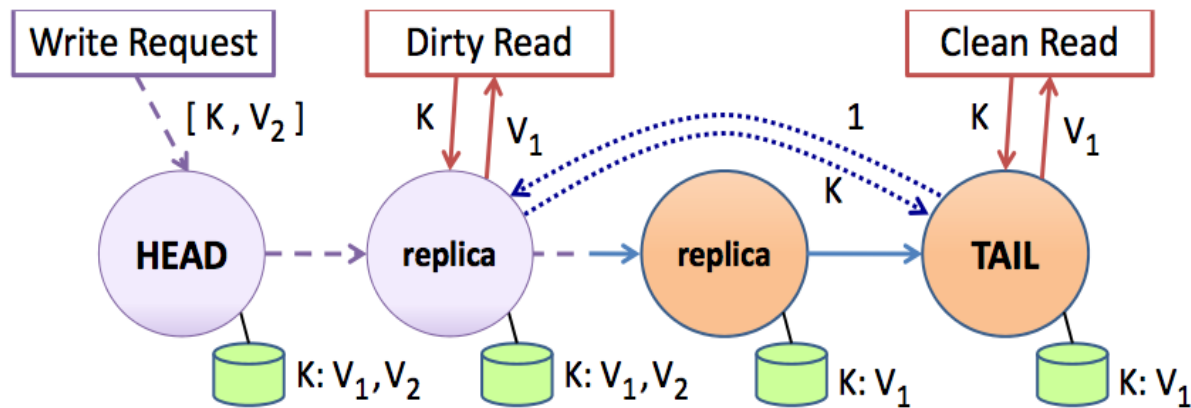 Write Request
Dirty Read
Clean Read
[ K , V₂ ]
K
V₁
1
K
K
V₁
HEAD
replica
replica
TAIL
K: V₁,V₂
K: V₁,V₂
K: V₁
K: V₁